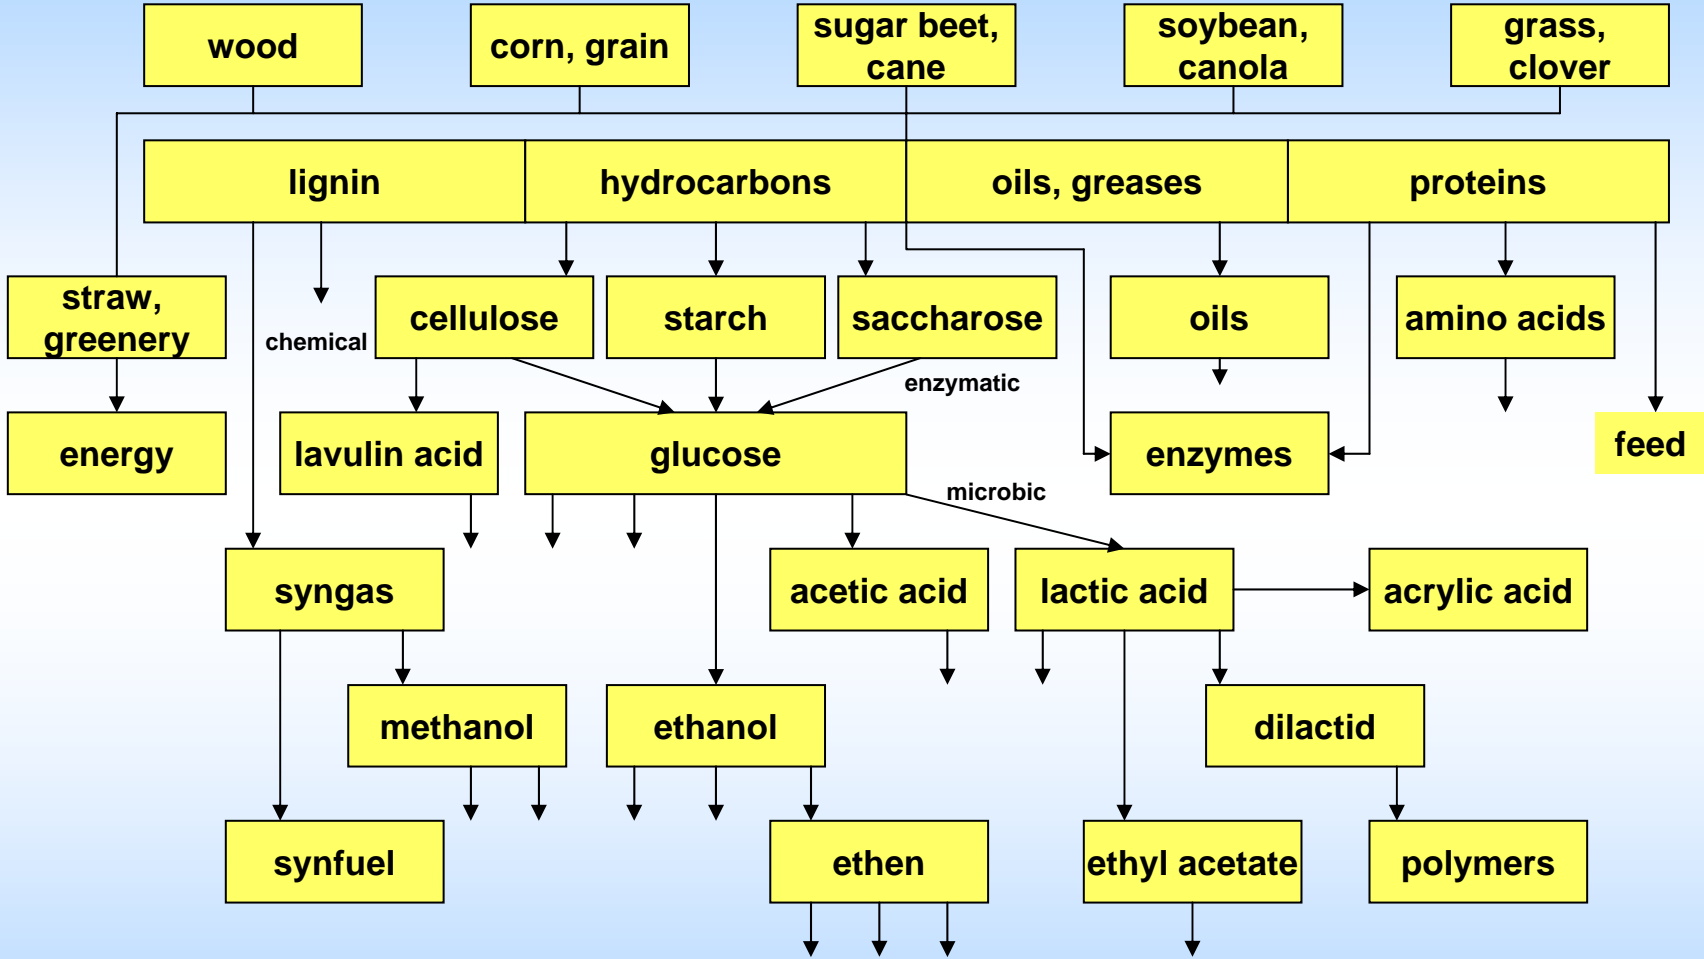 wood
corn, grain
sugar beet,
cane
soybean,
canola
grass,
clover
lignin
hydrocarbons
oils, greases
proteins
straw,
greenery
chemical
cellulose
starch
saccharose
enzymatic
oils
amino acids
energy
lavulin acid
glucose
microbic
enzymes
feed
syngas
acetic acid
lactic acid
acrylic acid
methanol
ethanol
dilactid
synfuel
ethen
ethyl acetate
polymers